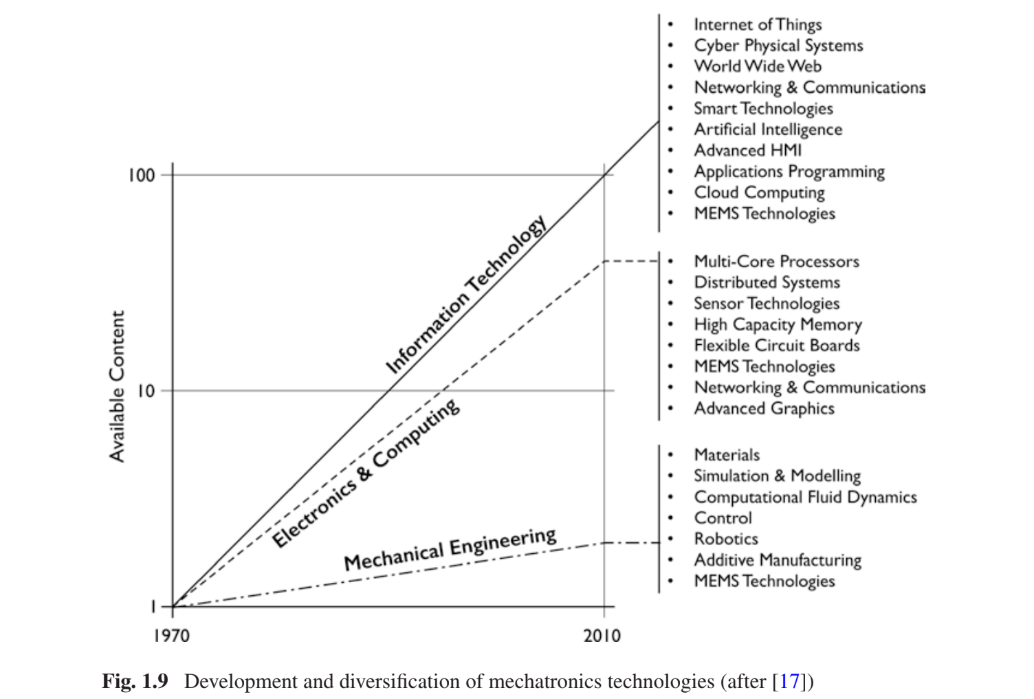 • Internet of Things
• Cyber Physical Systems
• World Wide Web
• Networking & Communications
• Smart Technologies
• Artificial Intelligence
• Advanced HMI
• Applications Programming
• Cloud Computing
• MEMS Technologies
100
Information Technology
• Multi-Core Processors
• Distributed Systems
• Sensor Technologies
• High Capacity Memory
• Flexible Circuit Boards
• MEMS Technologies
• Networking & Communications
• Advanced Graphics
Available Content
10
Electronics & Computing
• Materials
• Simulation & Modelling
• Computational Fluid Dynamics
• Control
• Robotics
• Additive Manufacturing
• MEMS Technologies
Mechanical Engineering
1
1970
2010
Fig. 1.9 Development and diversification of mechatronics technologies (after [17])